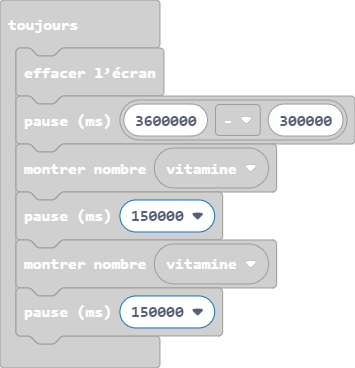 toujours
effacer l’écran
pause (ms) 3600000 - 300000
montrer nombre vitamine
pause (ms) 150000
montrer nombre vitamine
pause (ms) 150000